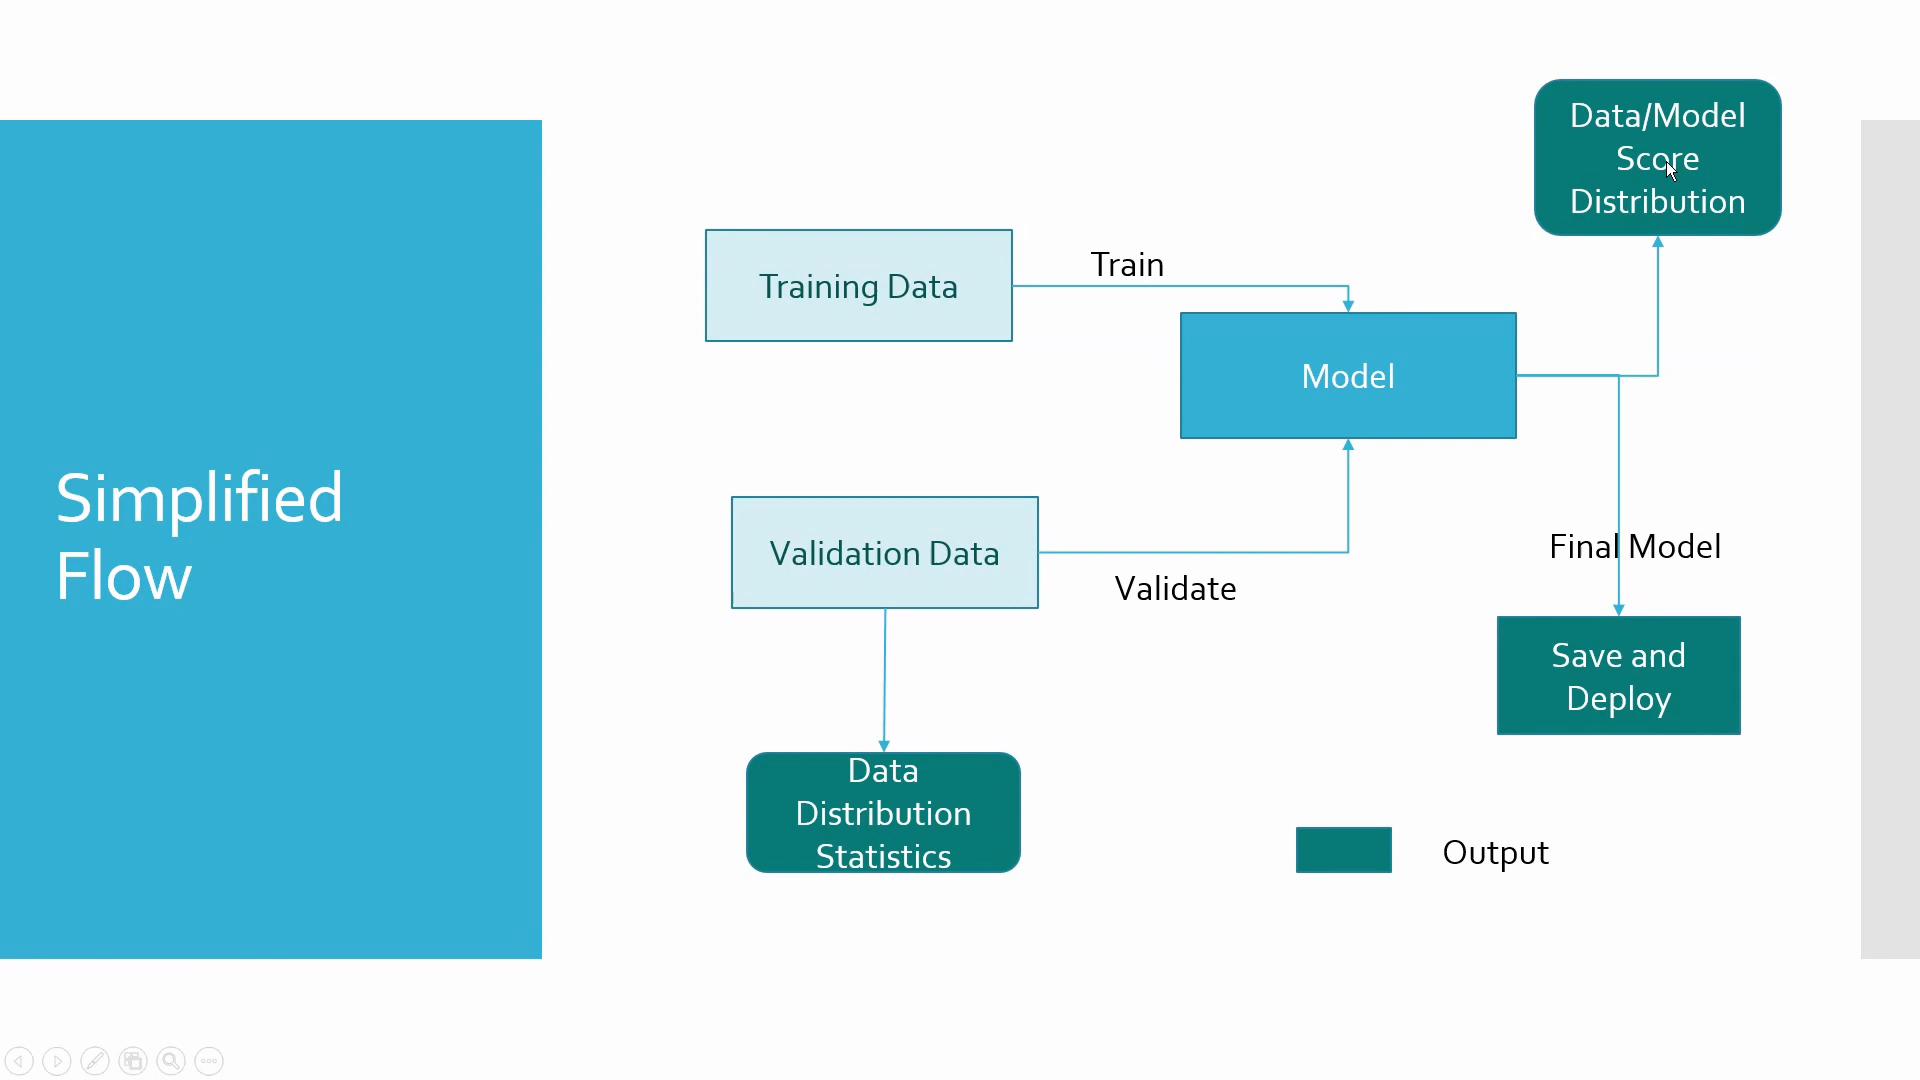 Simplified
Flow
Data/Model
Score
Distribution
Training Data
Train
Model
Validation Data
Validate
Final Model
Save and
Deploy
Data
Distribution
Statistics
Output